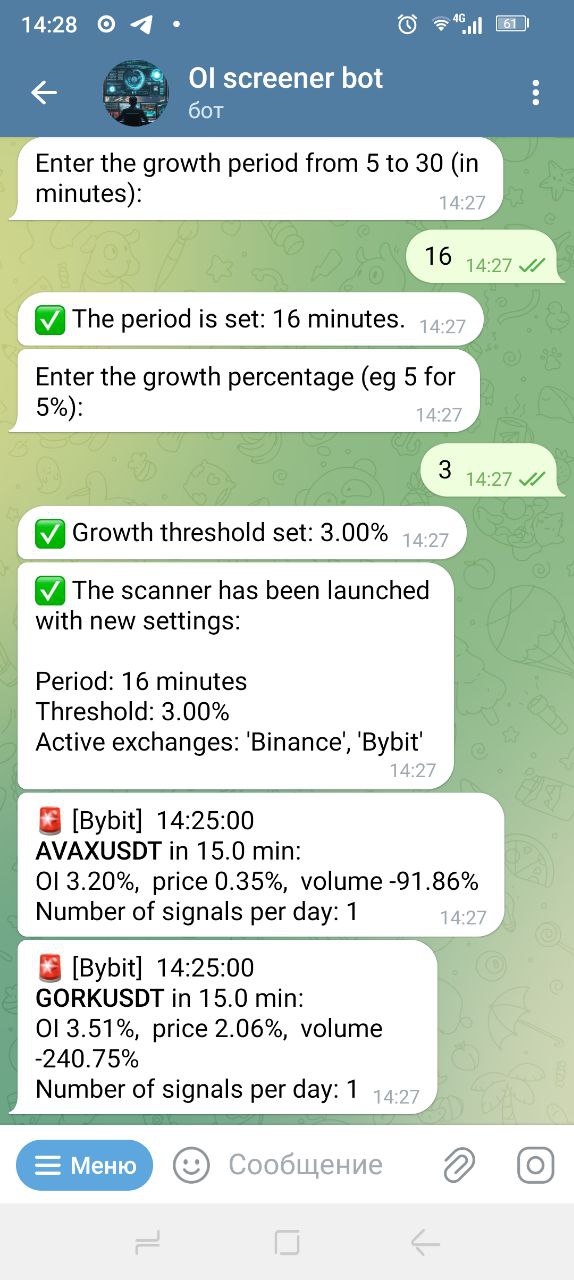 14:28
4G
61
OI screener bot
бот
Enter the growth period from 5 to 30 (in
minutes):
14:27
16 14:27
✅ The period is set: 16 minutes. 14:27
Enter the growth percentage (eg 5 for
5%):
14:27
3 14:27
✅ Growth threshold set: 3.00% 14:27
✅ The scanner has been launched
with new settings:
Period: 16 minutes
Threshold: 3.00%
Active exchanges: 'Binance', 'Bybit'
14:27
🚨 [Bybit] 14:25:00
AVAXUSDT in 15.0 min:
OI 3.20%, price 0.35%, volume -91.86%
Number of signals per day: 1 14:27
🚨 [Bybit] 14:25:00
GORKUSDT in 15.0 min:
OI 3.51%, price 2.06%, volume
-240.75%
Number of signals per day: 1 14:27
Меню
Сообщение